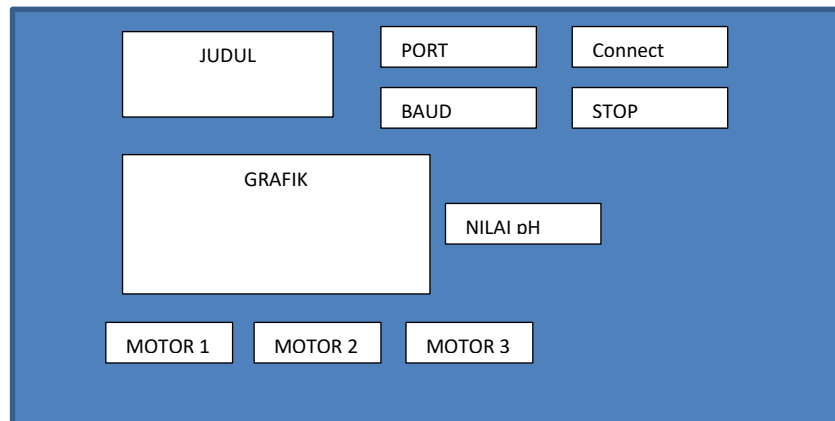 JUDUL
PORT
Connect
BAUD
STOP
GRAFIK
NILAI pH
MOTOR 1
MOTOR 2
MOTOR 3